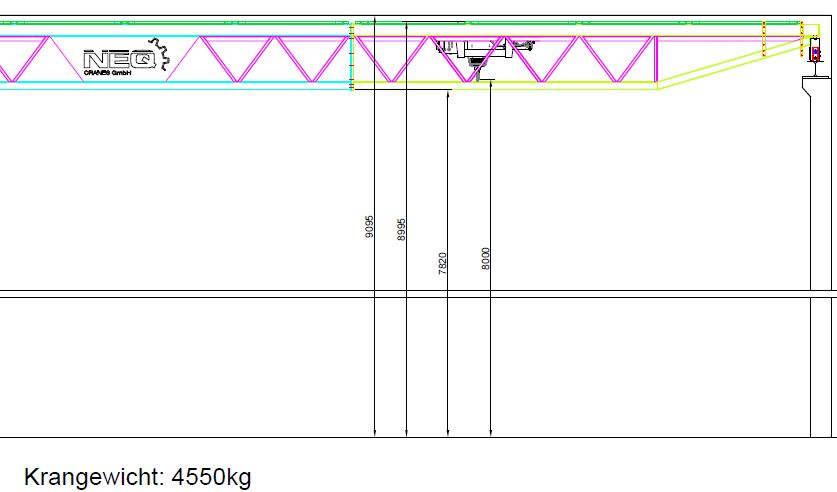 NEQ
CRANES GmbH
9095
8995
7820
8000
Krangewicht: 4550kg